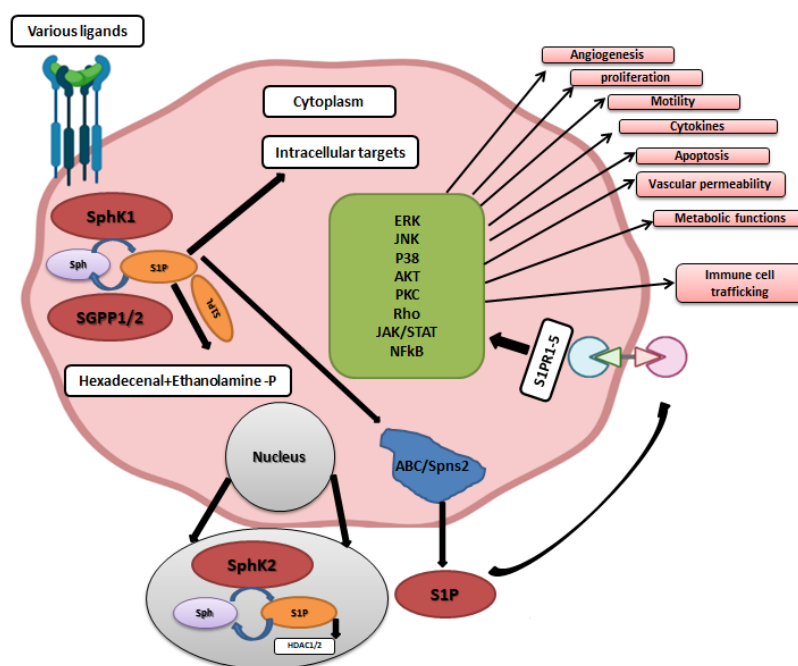 Various ligands
Cytoplasm
Intracellular targets
SphK1
Sph
S1P
SGPP1/2
S1PL
Hexadecenal+Ethanolamine -P
ERK
JNK
P38
AKT
PKC
Rho
JAK/STAT
NFkB
Angiogenesis
proliferation
Motility
Cytokines
Apoptosis
Vascular permeability
Metabolic functions
Immune cell
trafficking
S1PR1-5
Nucleus
ABC/Spns2
SphK2
Sph
S1P
HDAC1/2
S1P